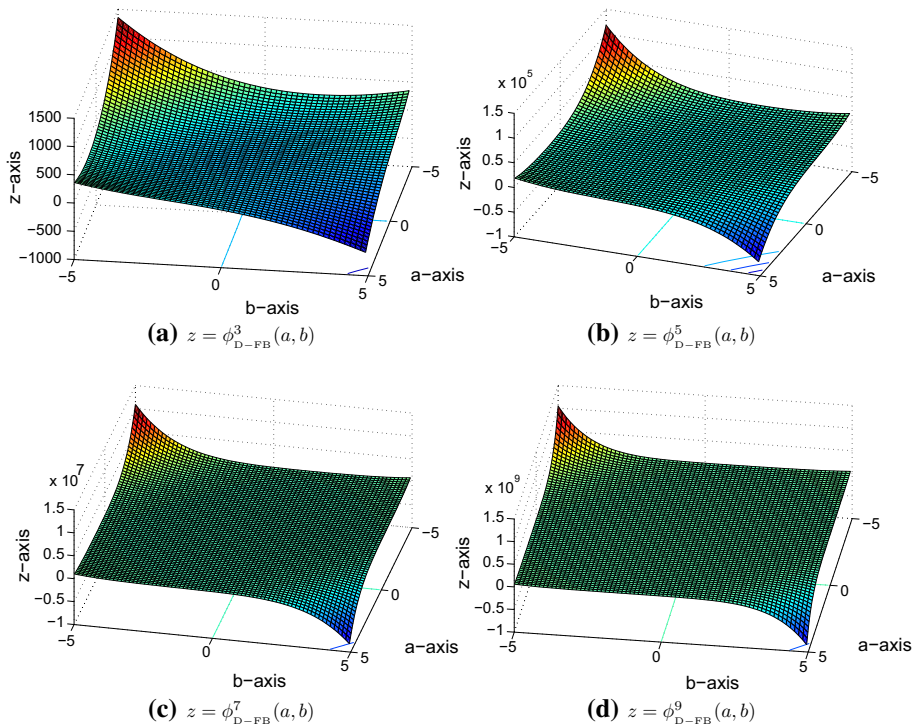 1500
1000
500
0
−500
−1000
z−axis
−5
0
5
b−axis
−5
0
5
a−axis
(a) z = ϕ³_D−FB(a, b)
x 10⁵
1.5
1
0.5
0
−0.5
−1
z−axis
−5
0
5
b−axis
−5
0
5
a−axis
(b) z = ϕ⁵_D−FB(a, b)
x 10⁷
1.5
1
0.5
0
−0.5
−1
z−axis
−5
0
5
b−axis
−5
0
5
a−axis
(c) z = ϕ⁷_D−FB(a, b)
x 10⁹
1.5
1
0.5
0
−0.5
−1
z−axis
−5
0
5
b−axis
−5
0
5
a−axis
(d) z = ϕ⁹_D−FB(a, b)